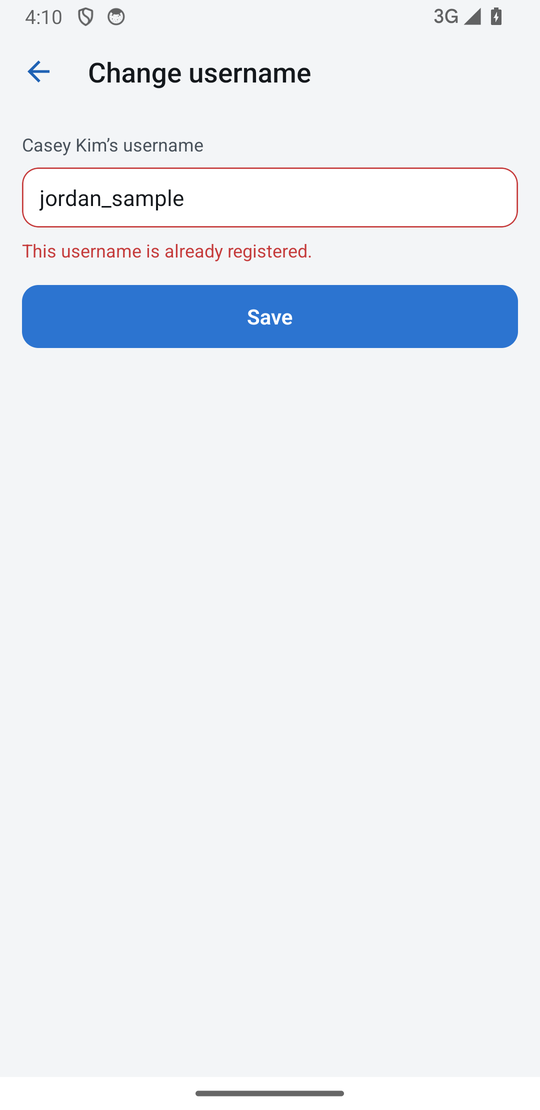 4:10 3G
Change username
Casey Kim’s username
jordan_sample
This username is already registered.
Save